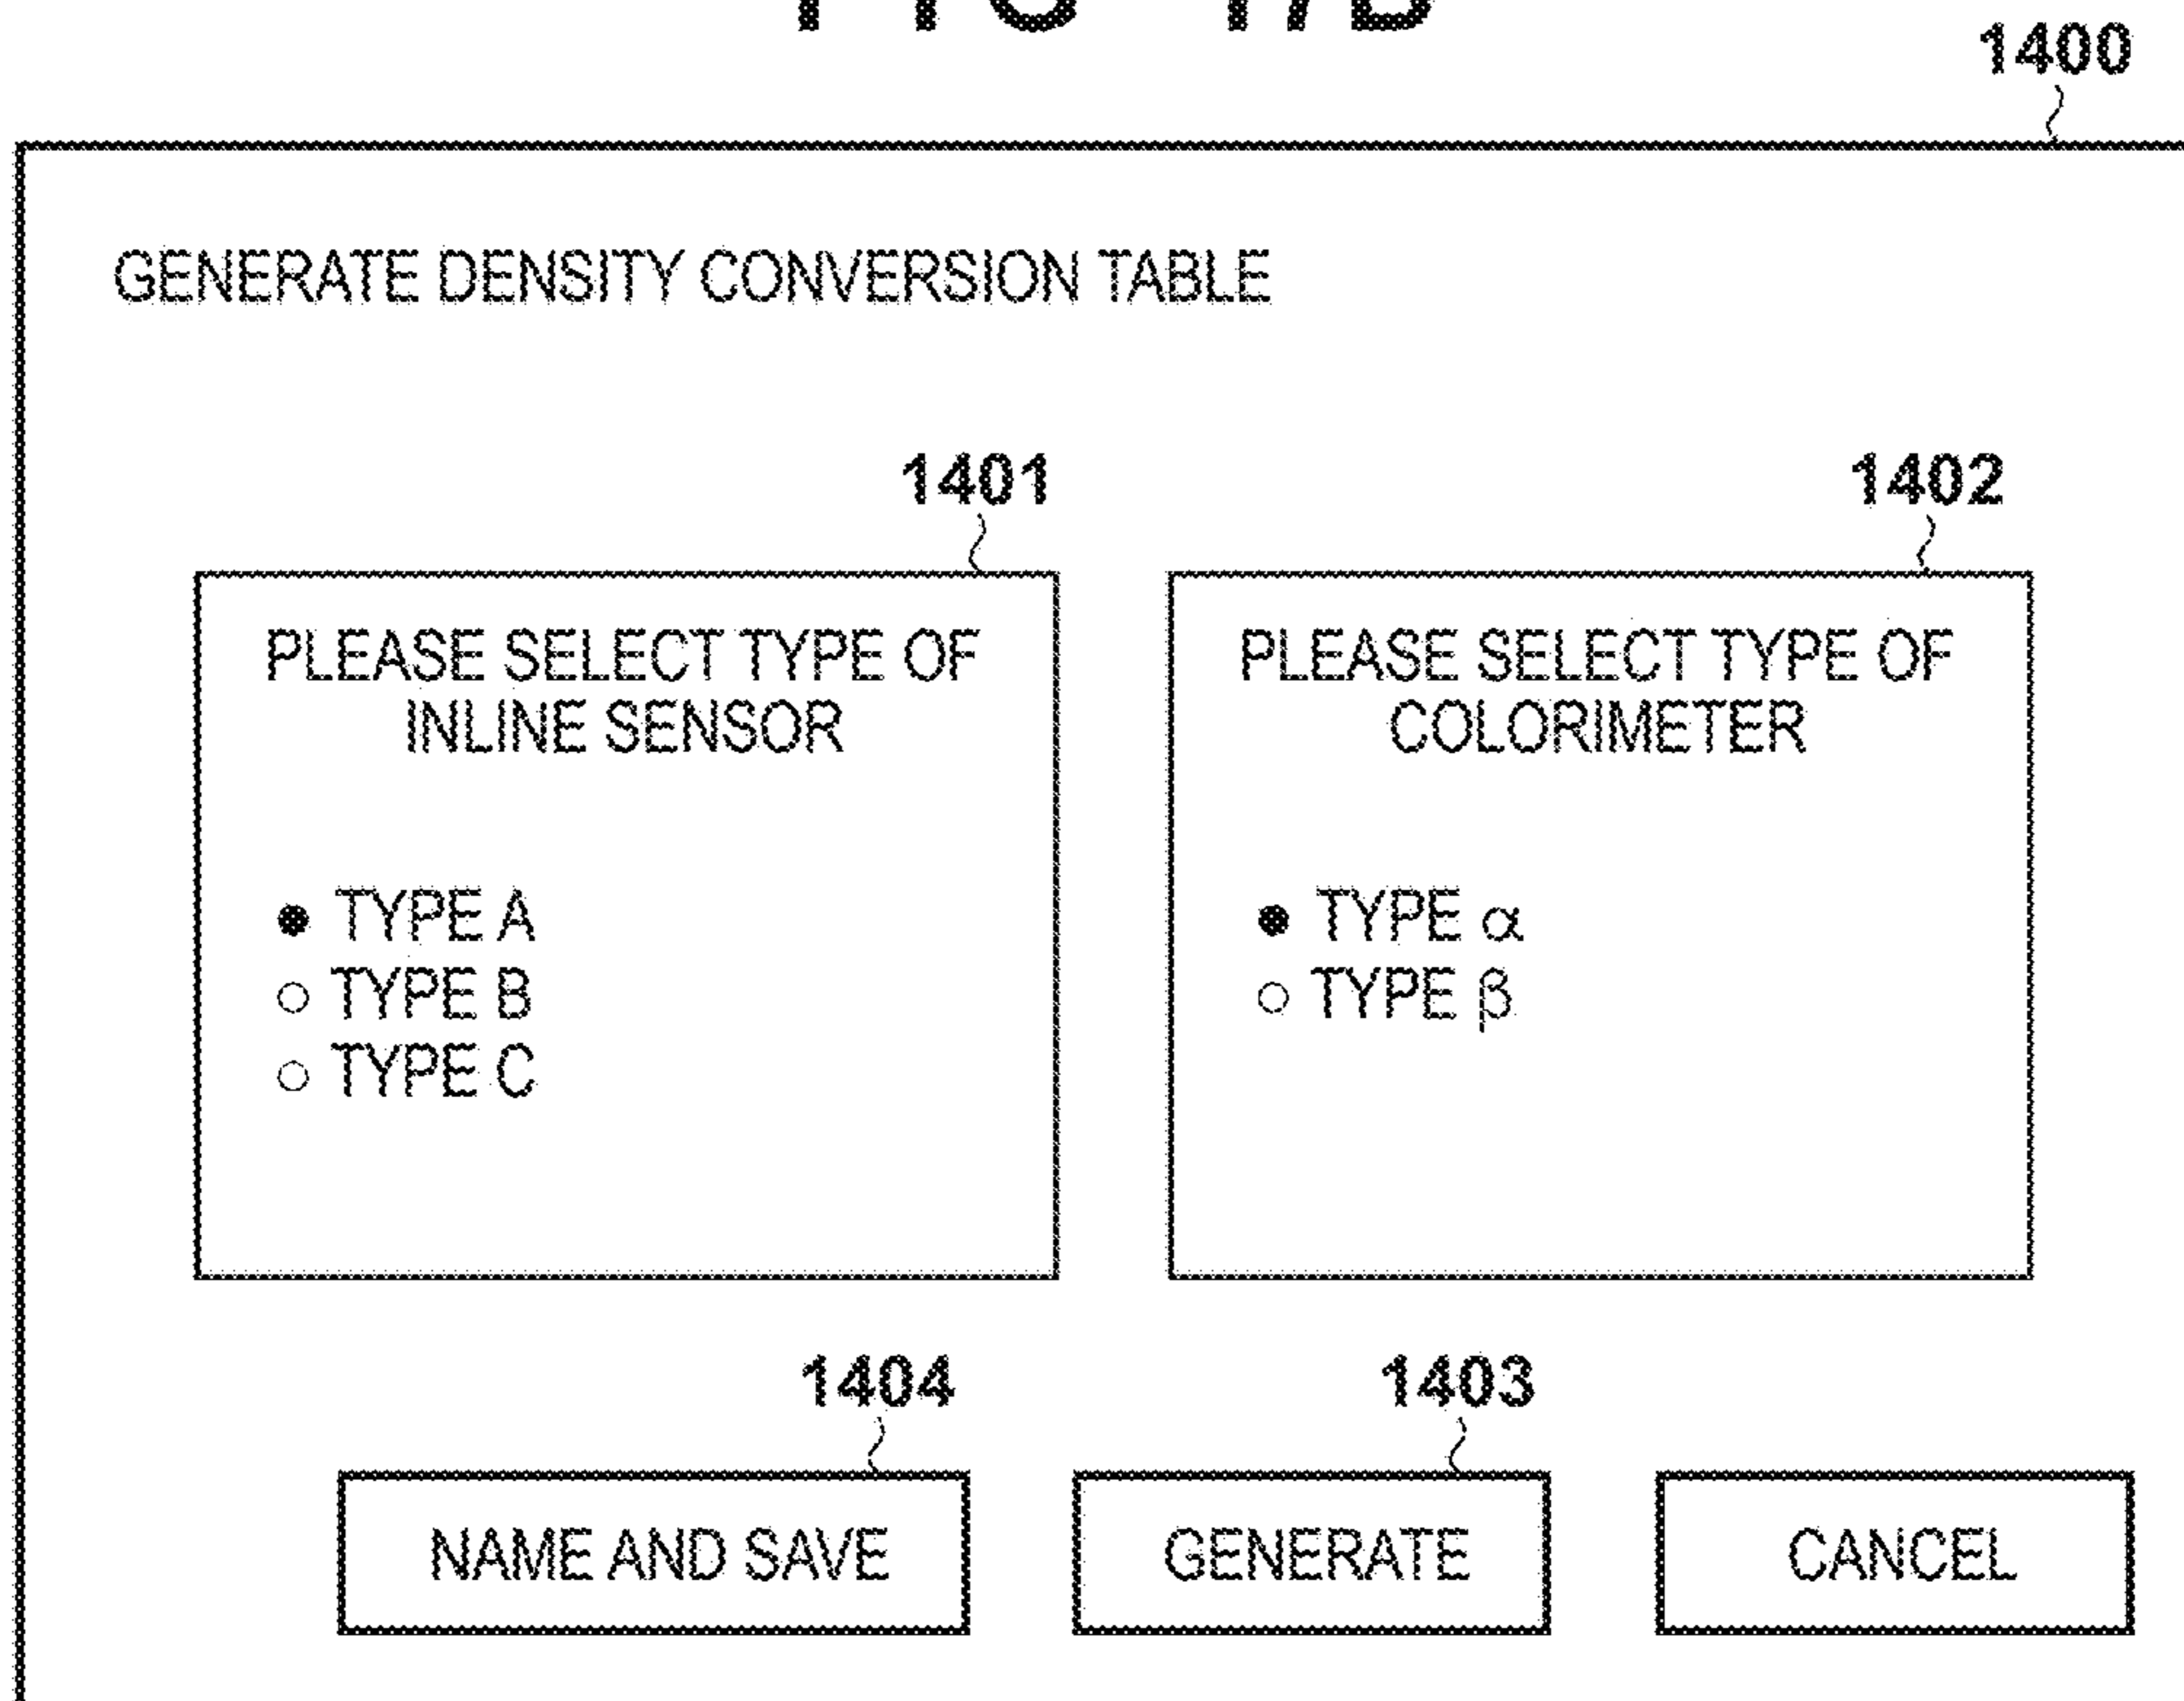 1400
GENERATE DENSITY CONVERSION TABLE
1401
1402
PLEASE SELECT TYPE OF
INLINE SENSOR
TYPE A
TYPE B
TYPE C
PLEASE SELECT TYPE OF
COLORIMETER
TYPE α
TYPE β
1404
1403
NAME AND SAVE
GENERATE
CANCEL